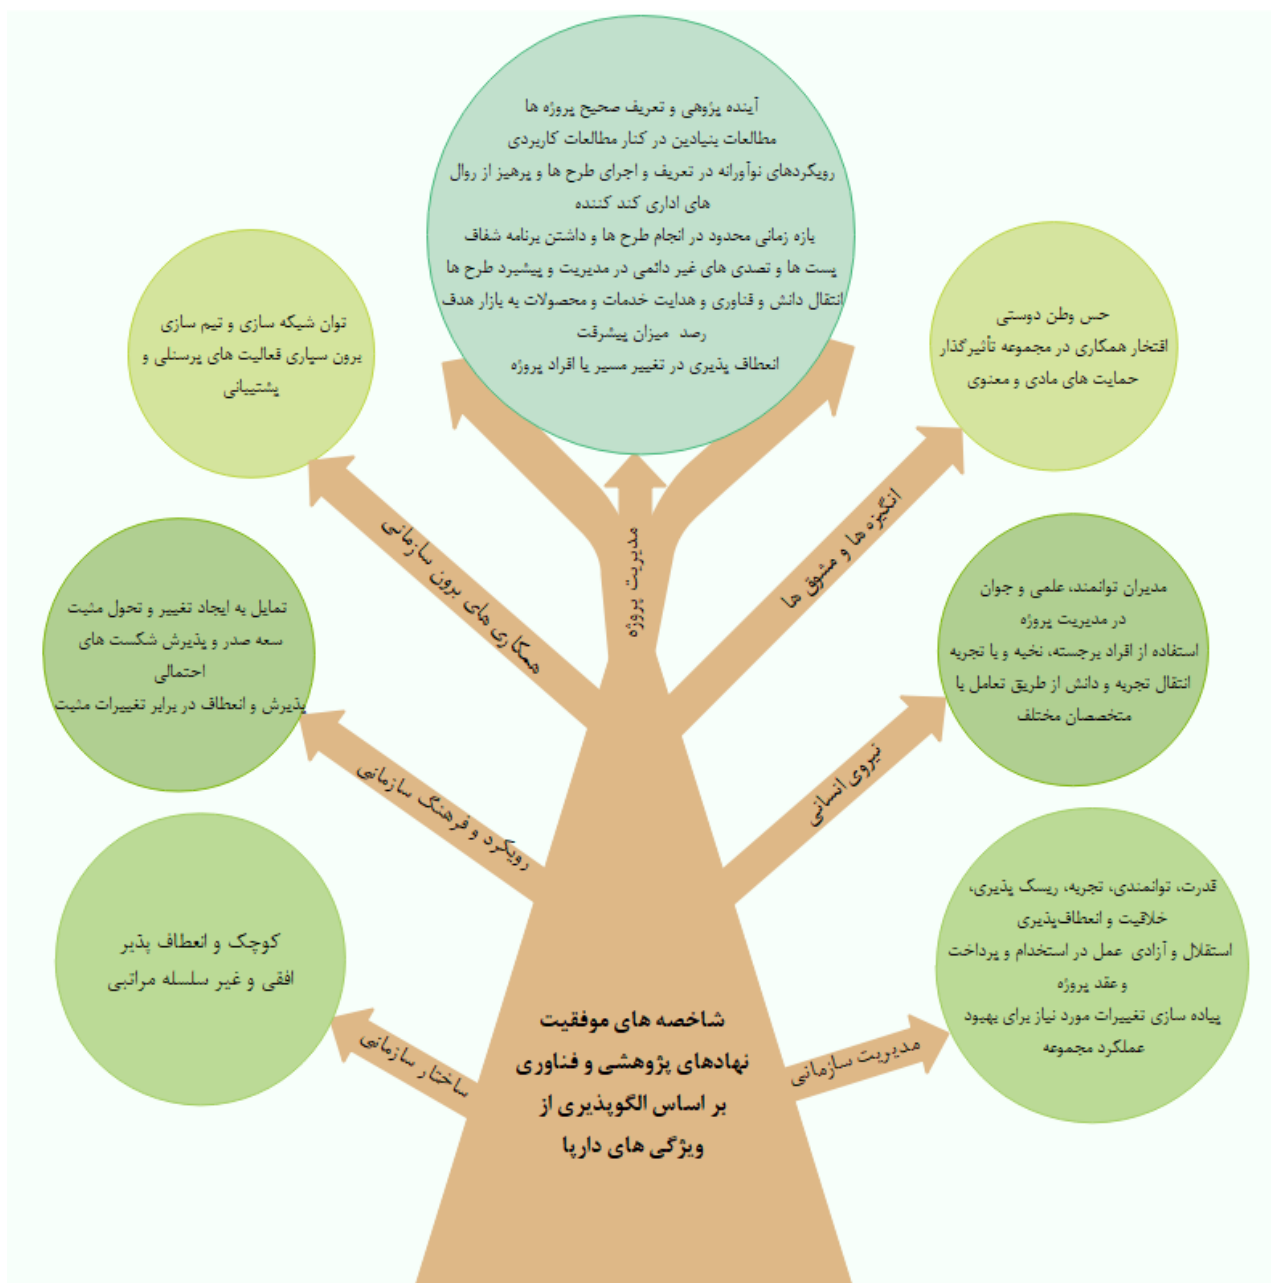 آینده پژوهی و تعریف صحیح پروژه ها
مطالعات بنیادین در کنار مطالعات کاربردی
رویکردهای نوآورانه در تعریف و اجرای طرح ها و پرهیز از روال
های اداری کند کننده
بازه زمانی محدود در انجام طرح ها و داشتن برنامه شفاف
پست ها و تصدی های غیر دائمی در مدیریت و پیشبرد طرح ها
انتقال دانش و فناوری و هدایت خدمات و محصولات به بازار هدف
رصد میزان پیشرفت
انعطاف پذیری در تغییر مسیر یا افراد پروژه
حس وطن دوستی
افتخار همکاری در مجموعه تأثیرگذار
حمایت های مادی و معنوی
توان شبکه سازی و تیم سازی
برون سپاری فعالیت های پرسنلی و
پشتیبانی
انگیزه ها و مشوق ها
مدیریت پروژه
همکاری های برون سازمانی
مدیران توانمند، علمی و جوان
در مدیریت پروژه
استفاده از افراد برجسته، نخبه و با تجربه
انتقال تجربه و دانش از طریق تعامل با
متخصصان مختلف
تمایل به ایجاد تغییر و تحول مثبت
سعه صدر و پذیرش شکست های
احتمالی
پذیرش و انعطاف در برابر تغییرات مثبت
نیروی انسانی
رویکرد و فرهنگ سازمانی
قدرت، توانمندی، تجربه، ریسک پذیری،
خلاقیت و انعطاف‌پذیری
استقلال و آزادی عمل در استخدام و پرداخت
و عقد پروژه
پیاده سازی تغییرات مورد نیاز برای بهبود
عملکرد مجموعه
کوچک و انعطاف پذیر
افقی و غیر سلسله مراتبی
مدیریت سازمانی
ساختار سازمانی
شاخصه های موفقیت
نهادهای پژوهشی و فناوری
بر اساس الگوپذیری از
ویژگی های دارپا